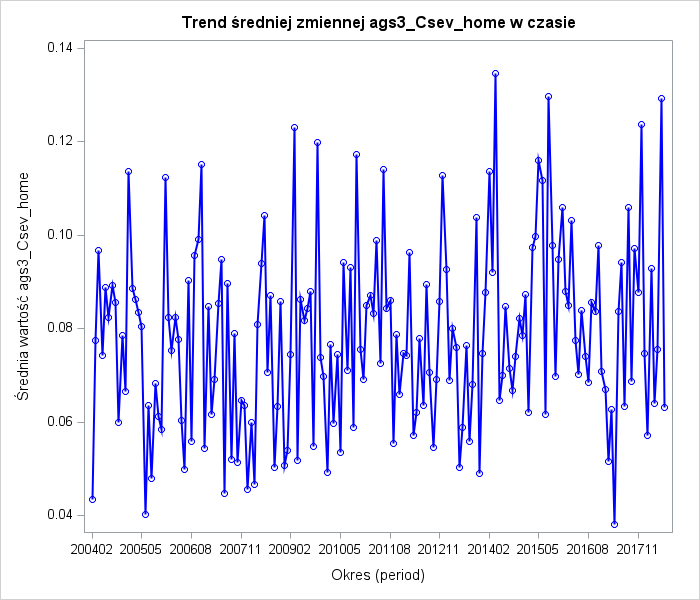 Trend średniej zmiennej ags3_Csev_home w czasie
0.14
0.12
0.10
0.08
0.06
0.04
Średnia wartość ags3_Csev_home
200402 200505 200608 200711 200902 201005 201108 201211 201402 201505 201608 201711
Okres (period)